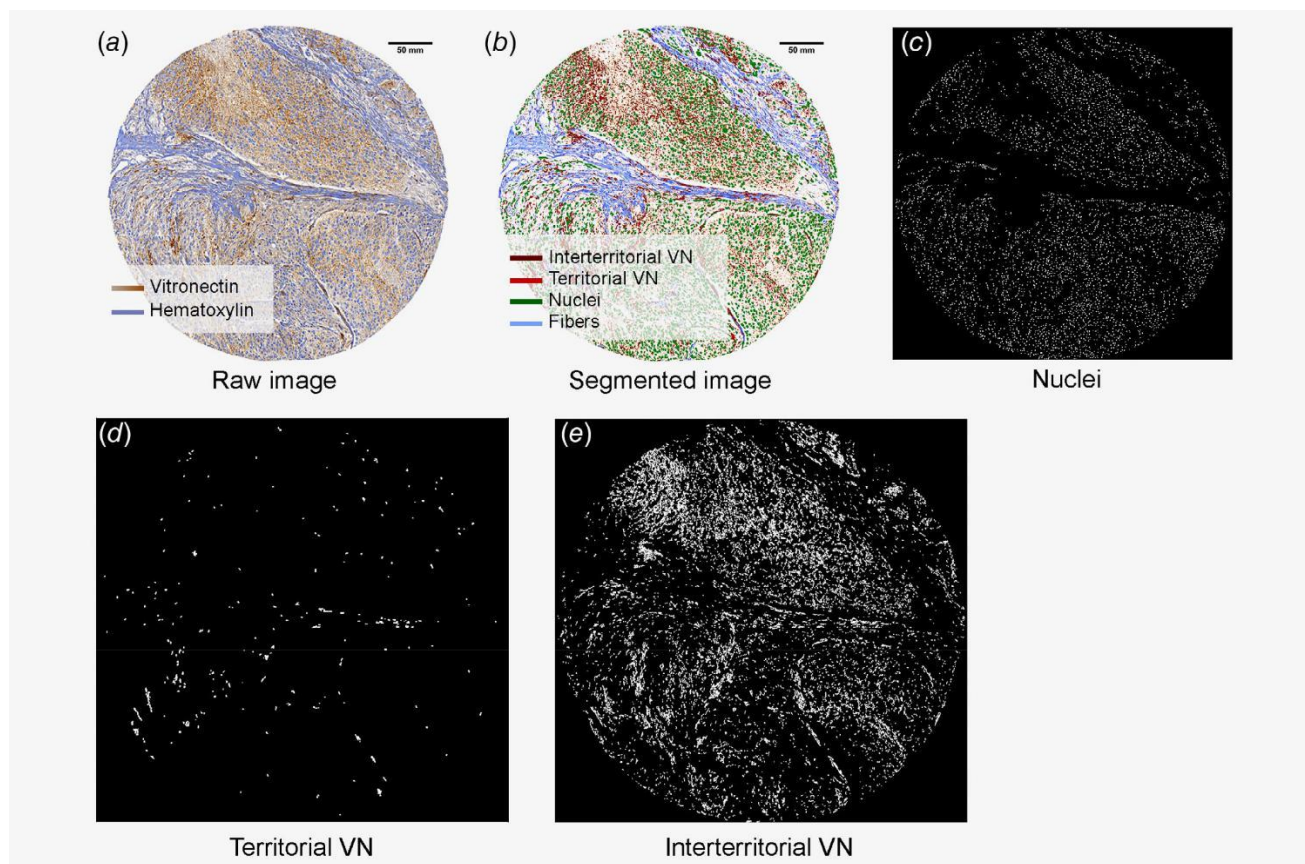 (a)
50 mm
Vitronectin
Hematoxylin
Raw image
(b)
50 mm
Interterritorial VN
Territorial VN
Nuclei
Fibers
Segmented image
(c)
Nuclei
(d)
Territorial VN
(e)
Interterritorial VN